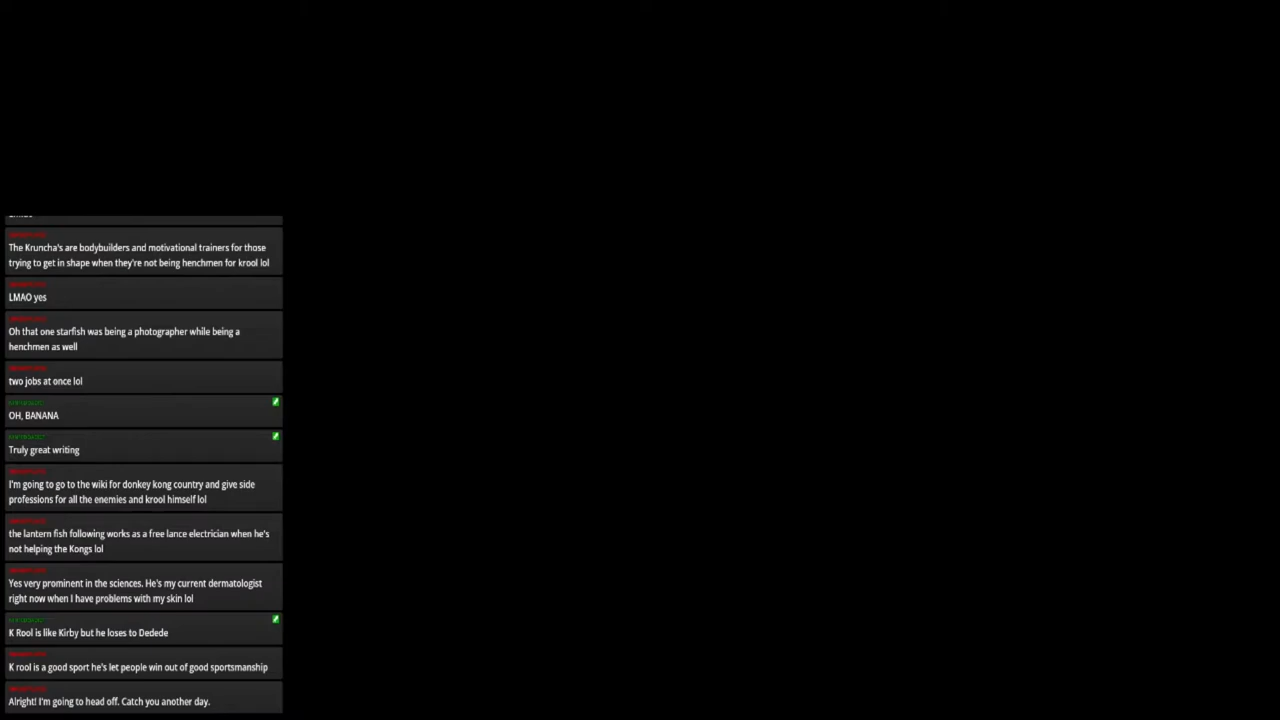 The Kruncha's are bodybuilders and motivational trainers for those
trying to get in shape when they're not being henchmen for krool lol
LMAO yes
Oh that one starfish was being a photographer while being a
henchmen as well
two jobs at once lol
OH, BANANA
Truly great writing
I'm going to go to the wiki for donkey kong country and give side
professions for all the enemies and krool himself lol
the lantern fish following works as a free lance electrician when he's
not helping the Kongs lol
Yes very prominent in the sciences. He's my current dermatologist
right now when I have problems with my skin lol
K Rool is like Kirby but he loses to Dedede
K rool is a good sport he's let people win out of good sportsmanship
Alright! I'm going to head off. Catch you another day.